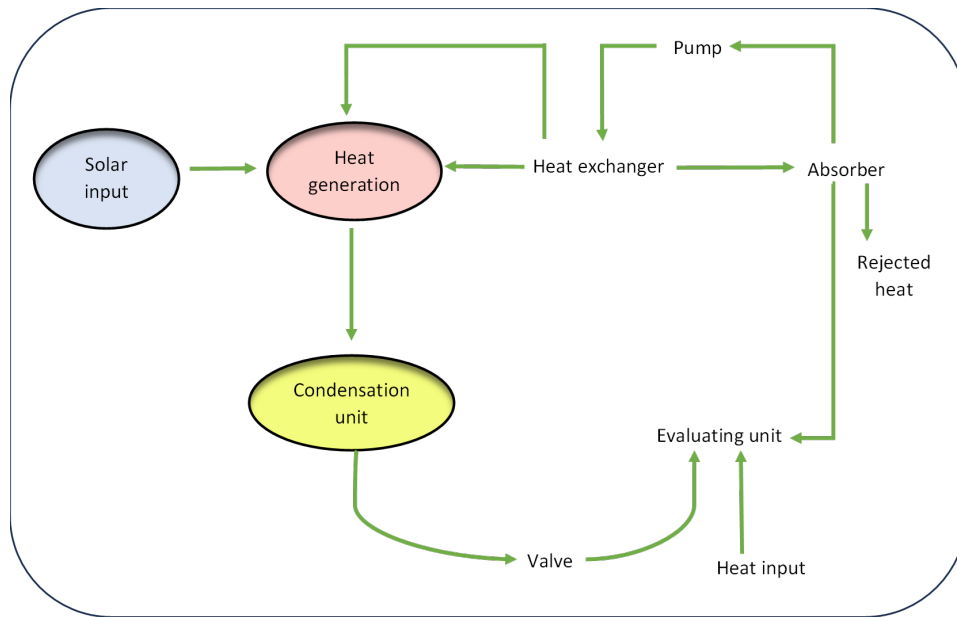 Pump
Solar
input
Heat
generation
Heat exchanger
Absorber
Rejected
heat
Condensation
unit
Evaluating unit
Valve
Heat input